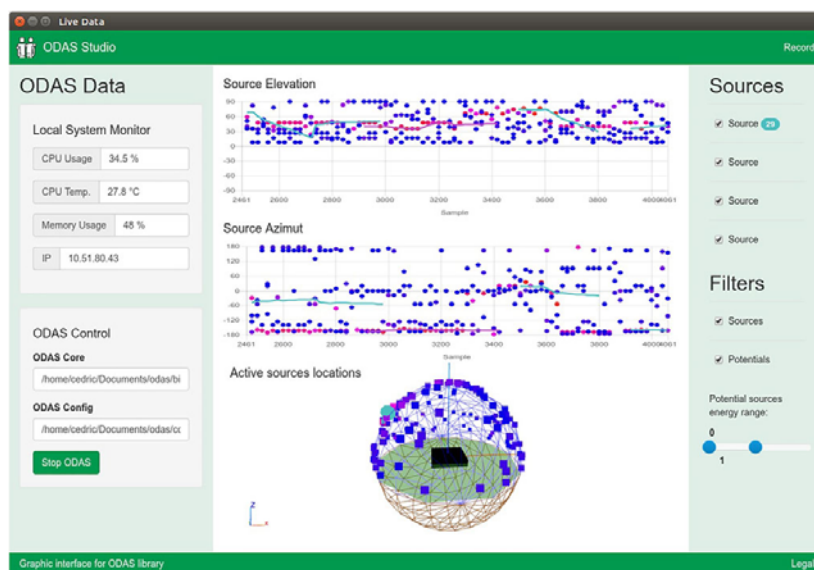 Live Data
ODAS Studio
Record
ODAS Data
Local System Monitor
CPU Usage 34.5 %
CPU Temp. 27.8 °C
Memory Usage 48 %
IP 10.51.80.43
ODAS Control
ODAS Core
/home/cedric/Documents/odas/bi
ODAS Config
/home/cedric/Documents/odas/cc
Stop ODAS
Source Elevation
90
60
30
0
-30
-60
-90
2461 2600 2800 3000 3200 3400 3600 3800 4000 4061
Sample
Source Azimut
180
120
60
0
-60
-120
-180
2461 2600 2800 3000 3200 3400 3600 3800 4000 4061
Sample
Active sources locations
Z
x
Sources
Source 29
Source
Source
Source
Filters
Sources
Potentials
Potential sources
energy range:
0
1
Graphic interface for ODAS library
Legal